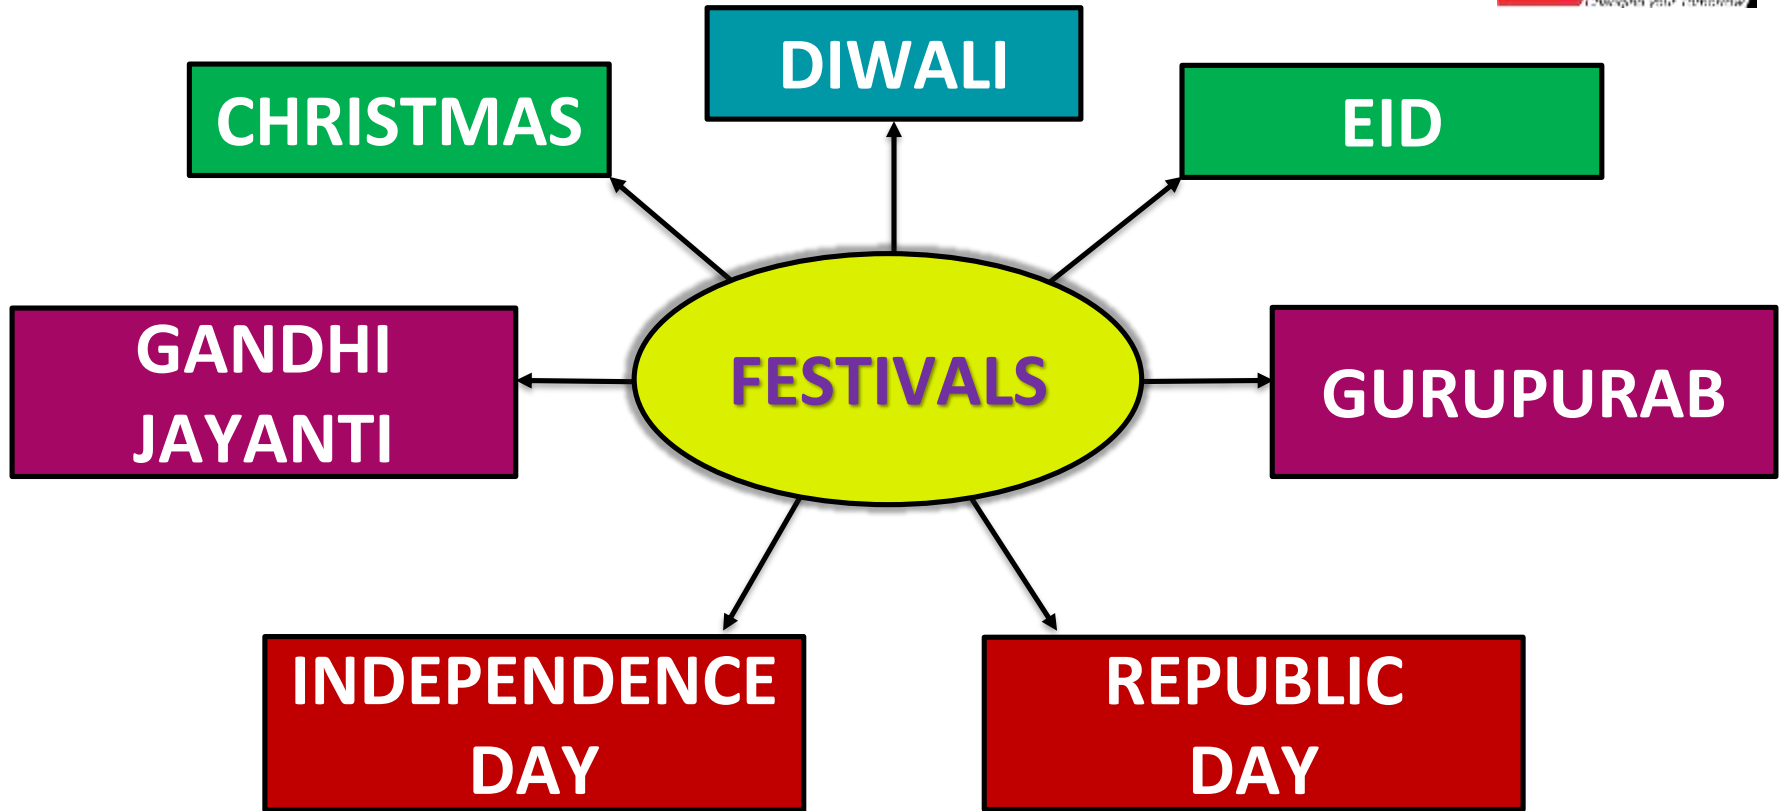 DIWALI
CHRISTMAS
EID
GANDHI
JAYANTI
FESTIVALS
GURUPURAB
INDEPENDENCE
DAY
REPUBLIC
DAY